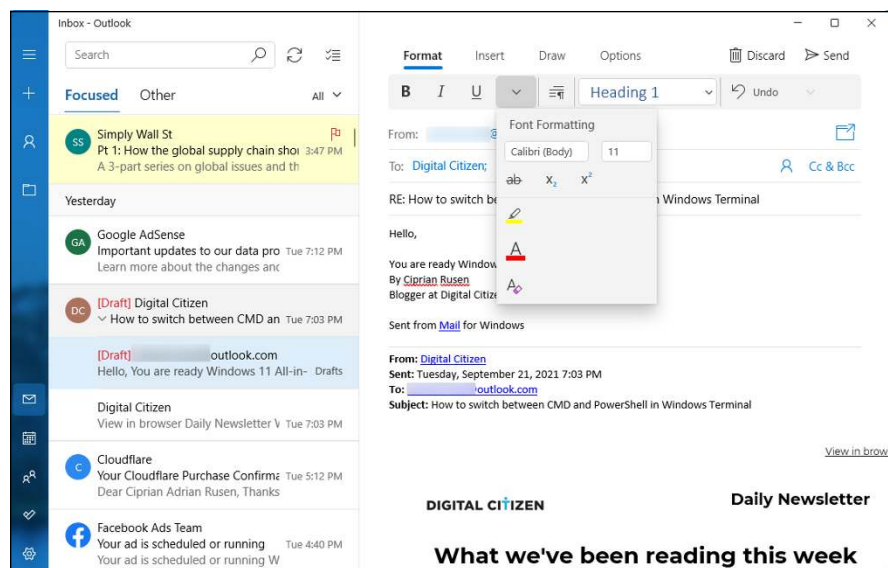 Inbox - Outlook
Search
Focused Other All
SS Simply Wall St
Pt 1: How the global supply chain shoi 3:47 PM
A 3-part series on global issues and th
Yesterday
GA Google AdSense
Important updates to our data pro Tue 7:12 PM
Learn more about the changes and
DC [Draft] Digital Citizen
How to switch between CMD an Tue 7:03 PM
[Draft] outlook.com
Hello, You are ready Windows 11 All-in- Drafts
Digital Citizen
View in browser Daily Newsletter V Tue 7:03 PM
C Cloudflare
Your Cloudflare Purchase Confirma Tue 5:12 PM
Dear Ciprian Adrian Rusen, Thanks
Facebook Ads Team
Your ad is scheduled or running Tue 4:40 PM
Your ad is scheduled or running W
Format Insert Draw Options Discard Send
B I U Heading 1 Undo
From: @
To: Digital Citizen; Cc & Bcc
RE: How to switch be Windows Terminal
Font Formatting
Calibri (Body) 11
ab X₂ X²
A
A
Hello,
You are ready Window
By Ciprian Rusen
Blogger at Digital Citize
Sent from Mail for Windows
From: Digital Citizen
Sent: Tuesday, September 21, 2021 7:03 PM
To: outlook.com
Subject: How to switch between CMD and PowerShell in Windows Terminal
View in brow
DIGITAL CITIZEN Daily Newsletter
What we've been reading this week